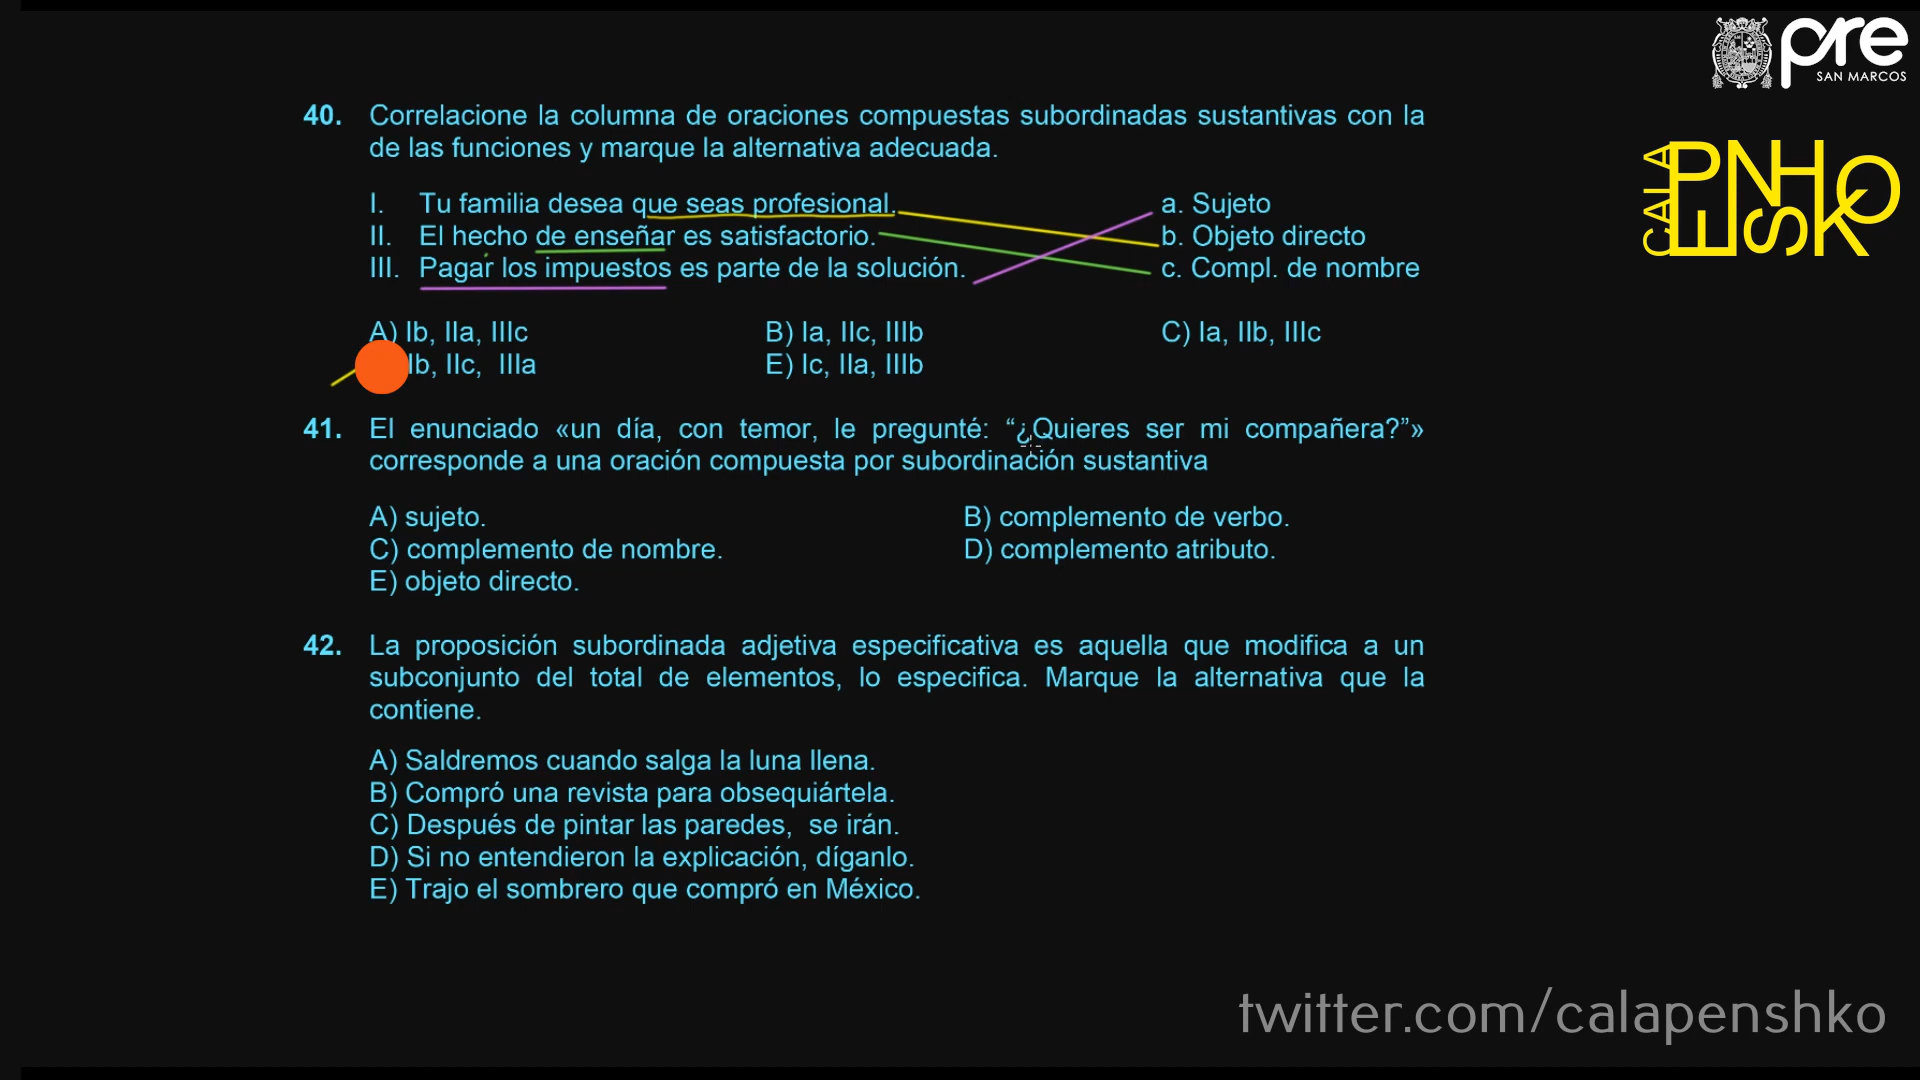 pre
SAN MARCOS
CALA
PENSHKO
40. Correlacione la columna de oraciones compuestas subordinadas sustantivas con la
de las funciones y marque la alternativa adecuada.
I. Tu familia desea que seas profesional. a. Sujeto
II. El hecho de enseñar es satisfactorio. b. Objeto directo
III. Pagar los impuestos es parte de la solución. c. Compl. de nombre
A) Ib, IIa, IIIc B) Ia, IIc, IIIb C) Ia, IIb, IIIc
Ib, IIc, IIIa E) Ic, IIa, IIIb
41. El enunciado «un día, con temor, le pregunté: “¿Quieres ser mi compañera?”»
corresponde a una oración compuesta por subordinación sustantiva
A) sujeto. B) complemento de verbo.
C) complemento de nombre. D) complemento atributo.
E) objeto directo.
42. La proposición subordinada adjetiva especificativa es aquella que modifica a un
subconjunto del total de elementos, lo especifica. Marque la alternativa que la
contiene.
A) Saldremos cuando salga la luna llena.
B) Compró una revista para obsequiártela.
C) Después de pintar las paredes, se irán.
D) Si no entendieron la explicación, díganlo.
E) Trajo el sombrero que compró en México.
twitter.com/calapenshko